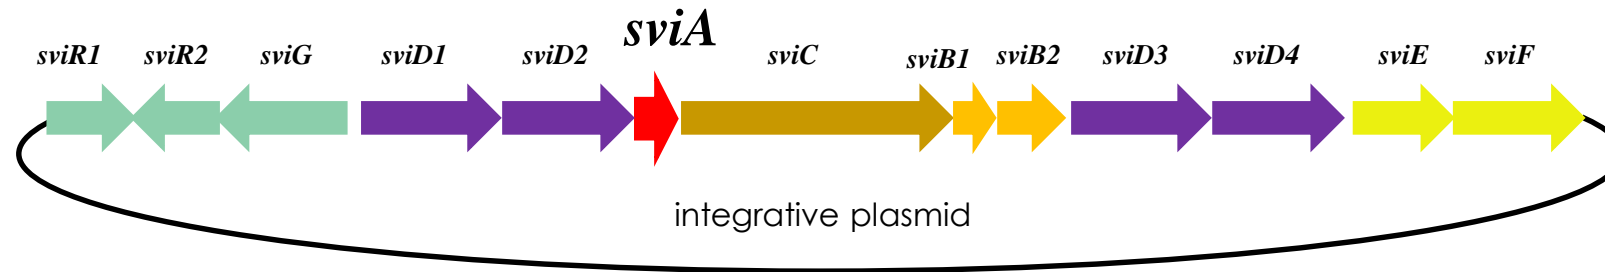 sviR1 sviR2 sviG sviD1 sviD2 sviA sviC sviB1 sviB2 sviD3 sviD4 sviE sviF
integrative plasmid